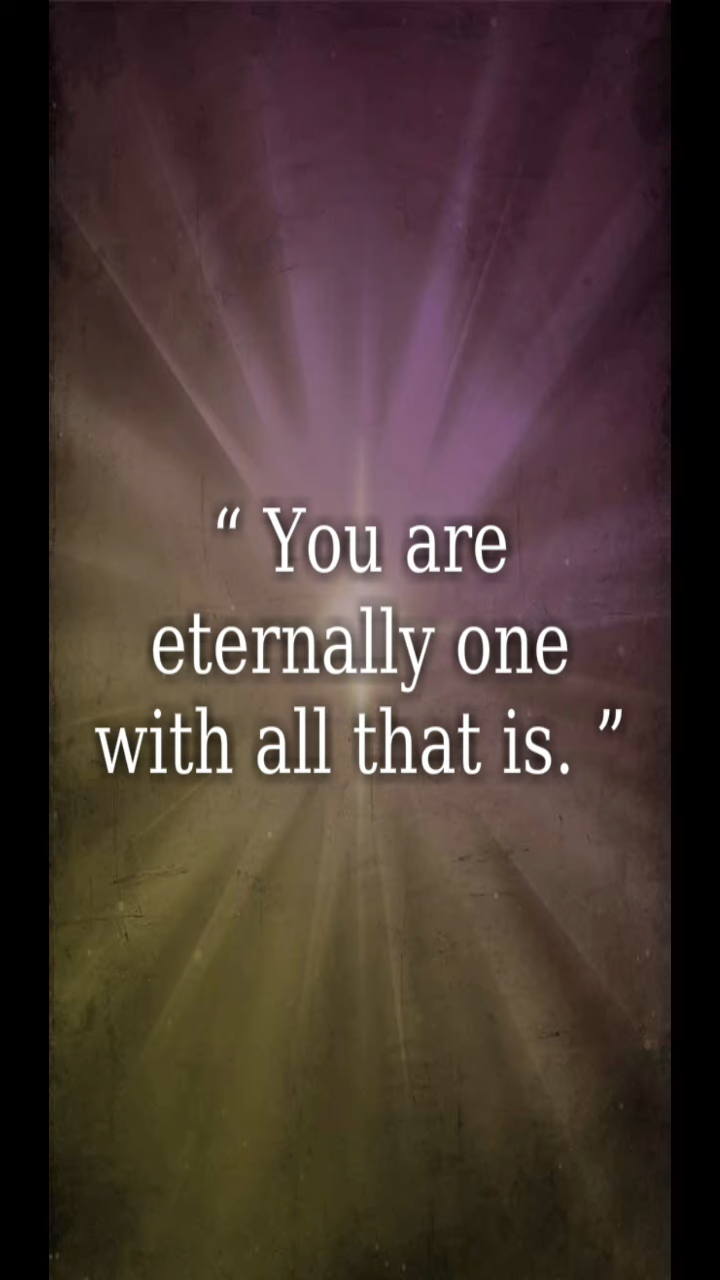 “ You are
eternally one
with all that is. ”